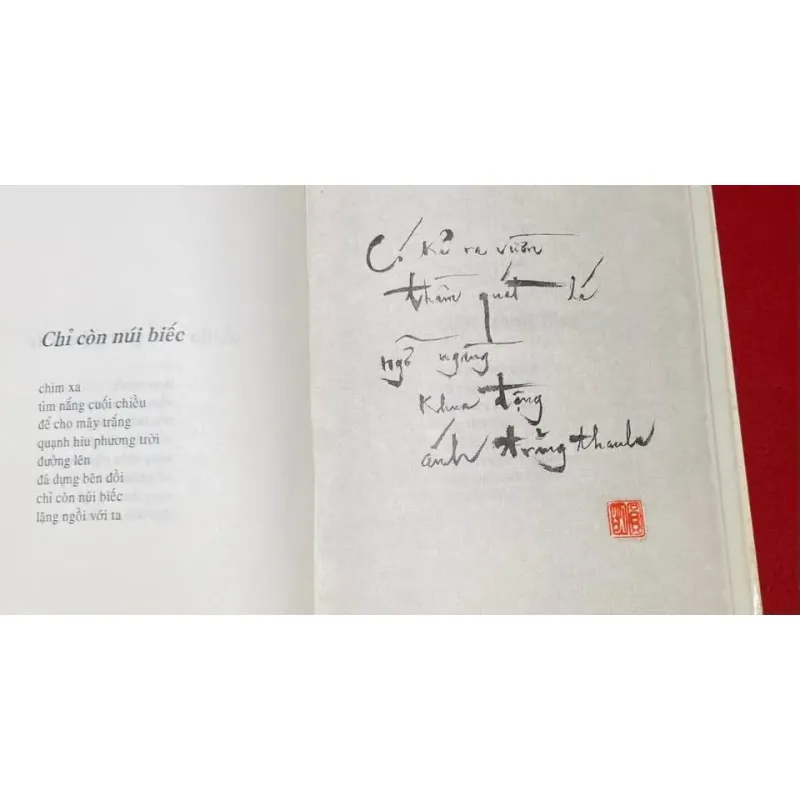 Chỉ còn núi biếc
chim xa
tìm nắng cuối chiều
để cho mây trắng
quạnh hiu phương trời
đường lên
đá dựng bên đồi
chỉ còn núi biếc
lặng ngồi với ta
Có kẻ ra vườn
thầm quét lá
ngỡ ngàng
khua động
ánh trăng thanh